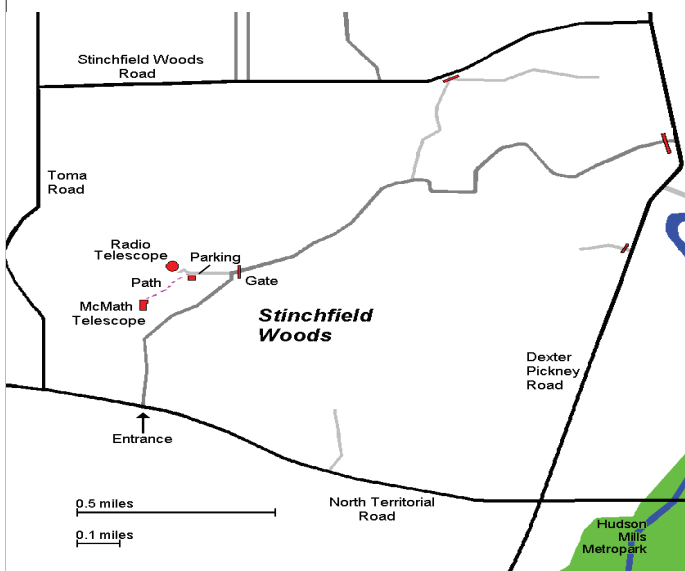 Stinchfield Woods
Road
Toma
Road
Radio
Telescope
Parking
Path
Gate
McMath
Telescope
Stinchfield
Woods
Dexter
Pickney
Road
Entrance
0.5 miles
North Territorial
Road
0.1 miles
Hudson
Mills
Metropark